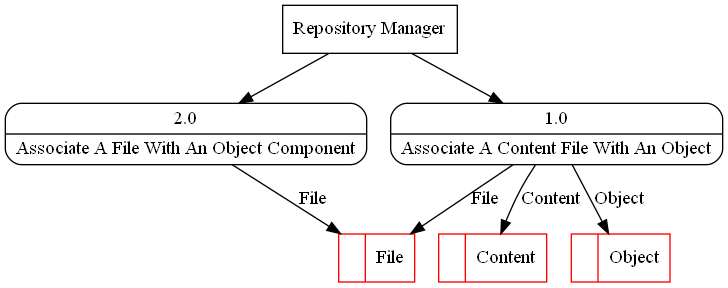 Repository Manager
2.0
Associate A File With An Object Component
1.0
Associate A Content File With An Object
File
File
Content
Object
File
Content
Object